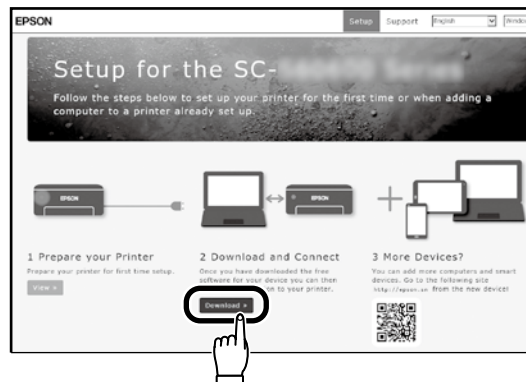 EPSON
Setup Support English
Setup for the SC-
Follow the steps below to set up your printer for the first time or when adding a
computer to a printer already set up.
EPSON
EPSON
1 Prepare your Printer
Prepare your printer for first time setup.
View »
2 Download and Connect
Once you have downloaded the free
software for your device you can then
on to your printer.
Download »
3 More Devices?
You can add more computers and smart
devices. Go to the following site
http://epson.sn from the new device!